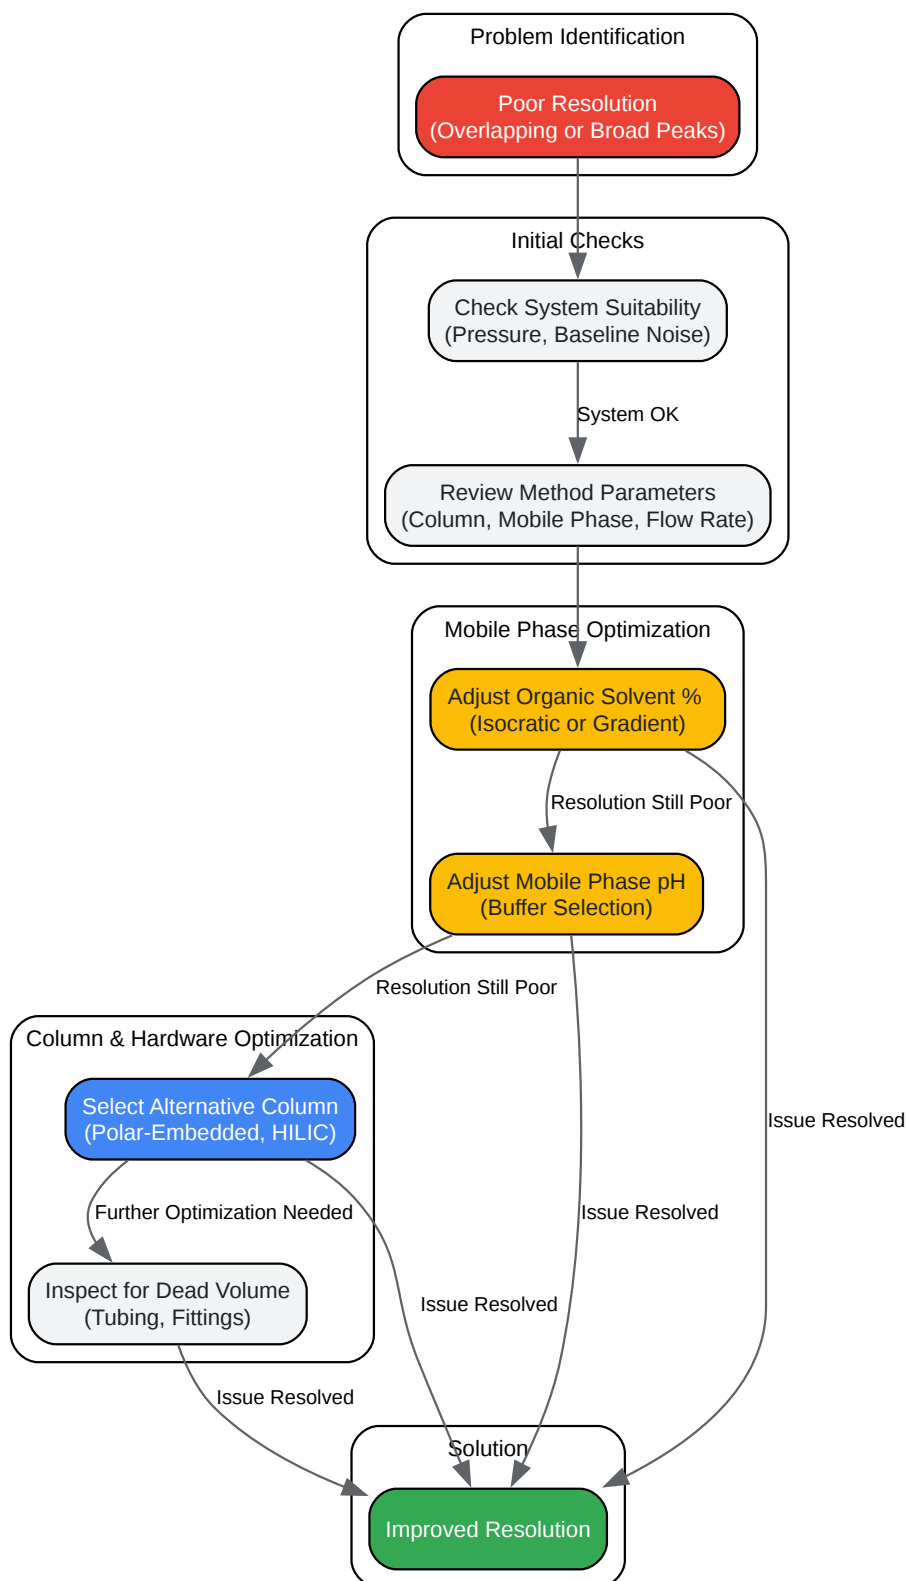 Problem Identification
Poor Resolution
(Overlapping or Broad Peaks)
Initial Checks
Check System Suitability
(Pressure, Baseline Noise)
System OK
Review Method Parameters
(Column, Mobile Phase, Flow Rate)
Mobile Phase Optimization
Adjust Organic Solvent %
(Isocratic or Gradient)
Resolution Still Poor
Adjust Mobile Phase pH
(Buffer Selection)
Resolution Still Poor
Column & Hardware Optimization
Select Alternative Column
(Polar-Embedded, HILIC)
Issue Resolved
Further Optimization Needed
Issue Resolved
Inspect for Dead Volume
(Tubing, Fittings)
Issue Resolved
Issue Resolved
Solution
Improved Resolution